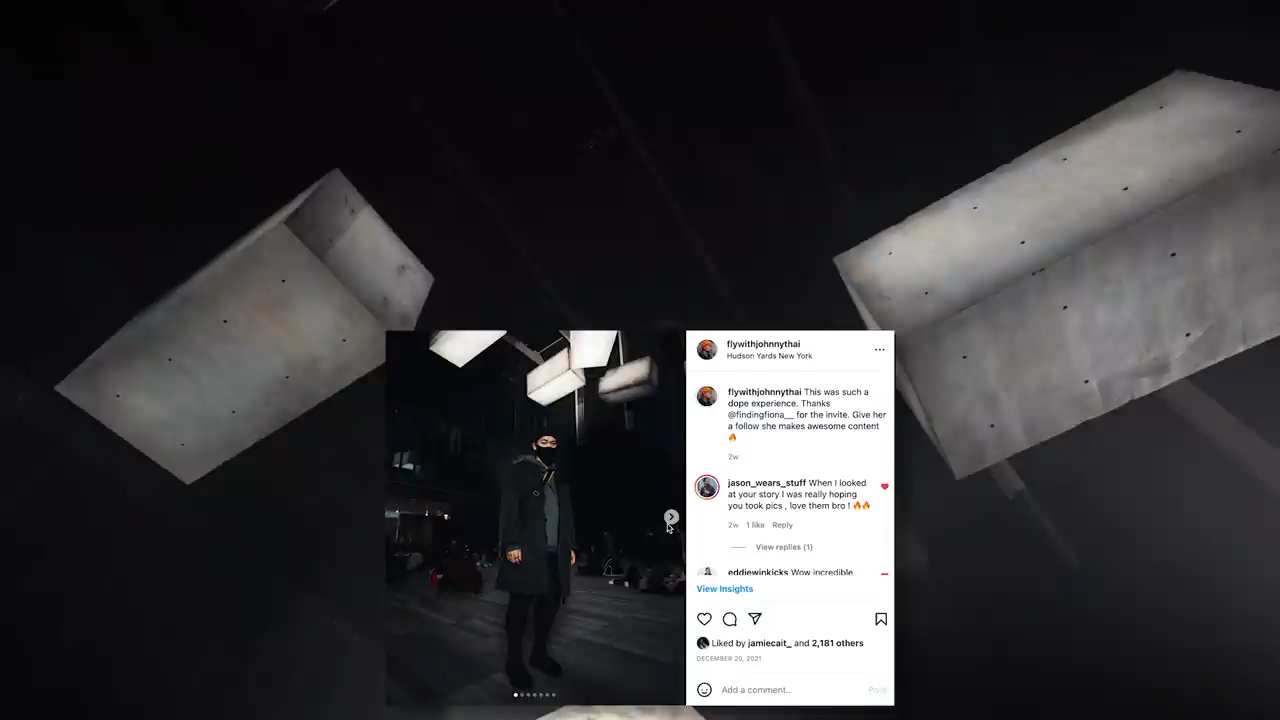 flywithjohnnythai
Hudson Yards New York
flywithjohnnythai This was such a
dope experience. Thanks
@findingfiona__ for the invite. Give her
a follow she makes awesome content
🔥
2w
jason_wears_stuff When I looked
at your story I was really hoping
you took pics , love them bro ! 🔥🔥
2w 1 like Reply
View replies (1)
eddiewinkicks Wow incredible
View Insights
Liked by jamiecait_ and 2,181 others
DECEMBER 20, 2021
Add a comment... Post